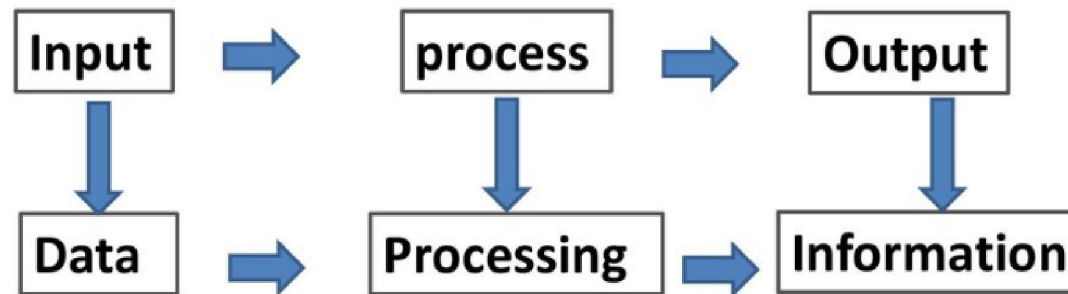 Input process Output
Data Processing Information